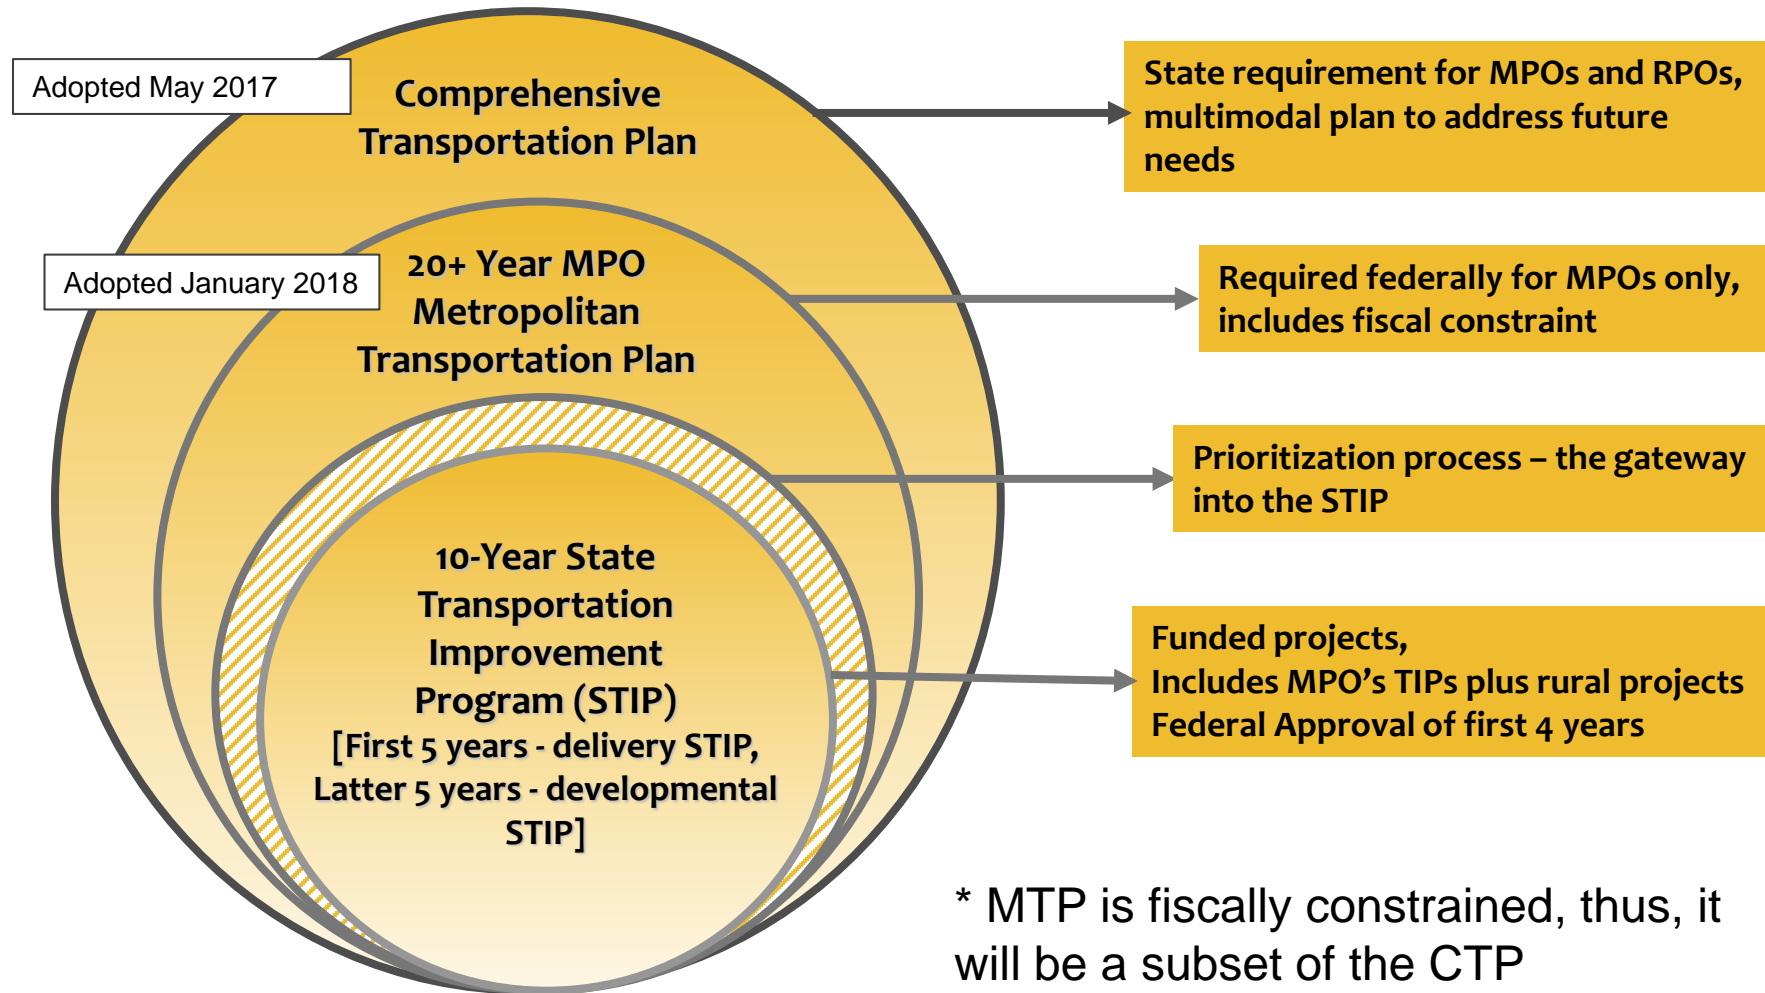 Adopted May 2017
Comprehensive
Transportation Plan
State requirement for MPOs and RPOs,
multimodal plan to address future
needs
Adopted January 2018
20+ Year MPO
Metropolitan
Transportation Plan
Required federally for MPOs only,
includes fiscal constraint
Prioritization process – the gateway
into the STIP
10-Year State
Transportation
Improvement
Program (STIP)
[First 5 years - delivery STIP,
Latter 5 years - developmental
STIP]
Funded projects,
Includes MPO’s TIPs plus rural projects
Federal Approval of first 4 years
* MTP is fiscally constrained, thus, it
will be a subset of the CTP